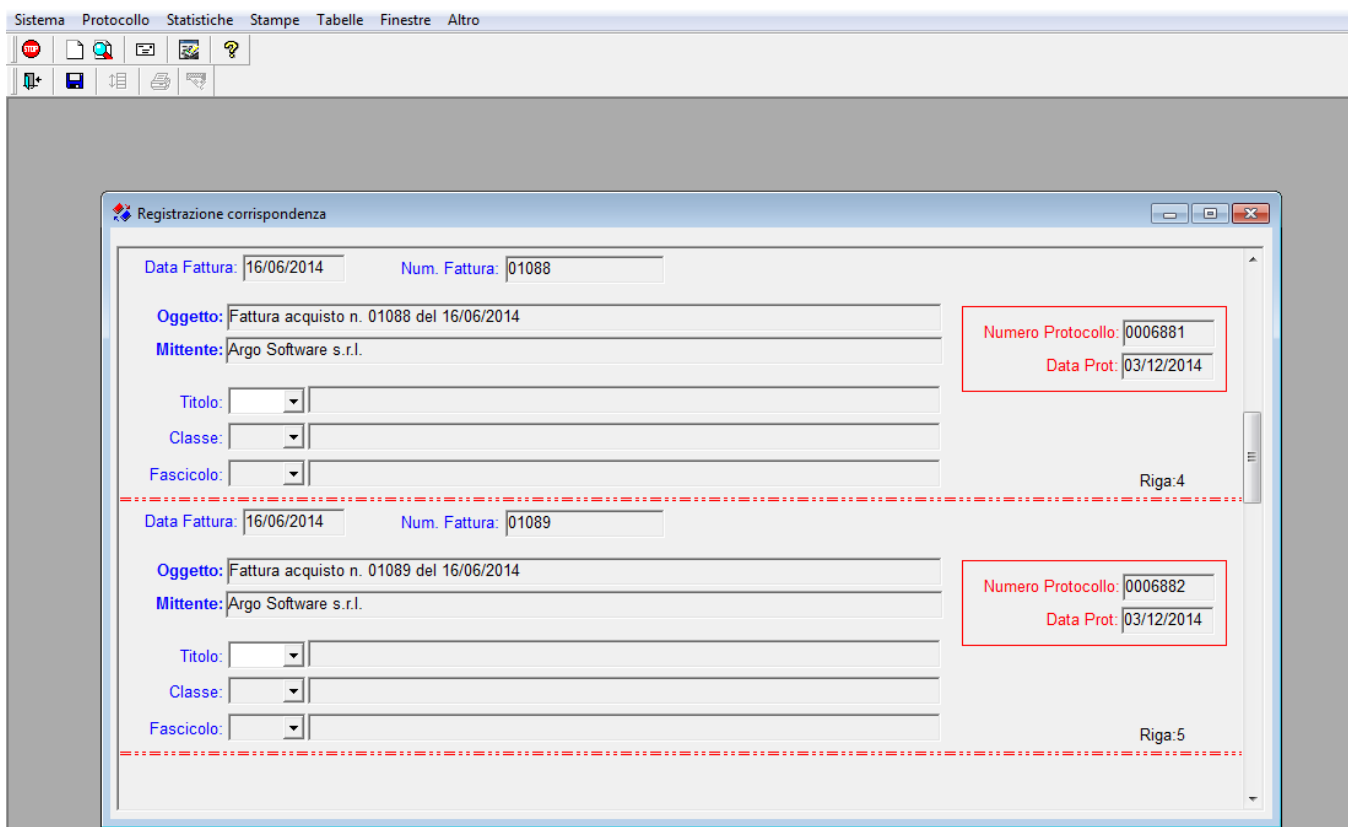 Sistema Protocollo Statistiche Stampe Tabelle Finestre Altro
STOP
?
Registrazione corrispondenza
Data Fattura: 16/06/2014 Num. Fattura: 01088
Oggetto: Fattura acquisto n. 01088 del 16/06/2014
Numero Protocollo: 0006881
Mittente: Argo Software s.r.l.
Data Prot: 03/12/2014
Titolo:
Classe:
Fascicolo:
Riga:4
Data Fattura: 16/06/2014 Num. Fattura: 01089
Oggetto: Fattura acquisto n. 01089 del 16/06/2014
Numero Protocollo: 0006882
Mittente: Argo Software s.r.l.
Data Prot: 03/12/2014
Titolo:
Classe:
Fascicolo:
Riga:5